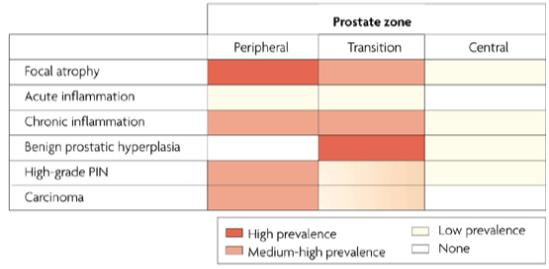 Prostate zone
Peripheral Transition Central
Focal atrophy
Acute inflammation
Chronic inflammation
Benign prostatic hyperplasia
High-grade PIN
Carcinoma
High prevalence Low prevalence
Medium-high prevalence None